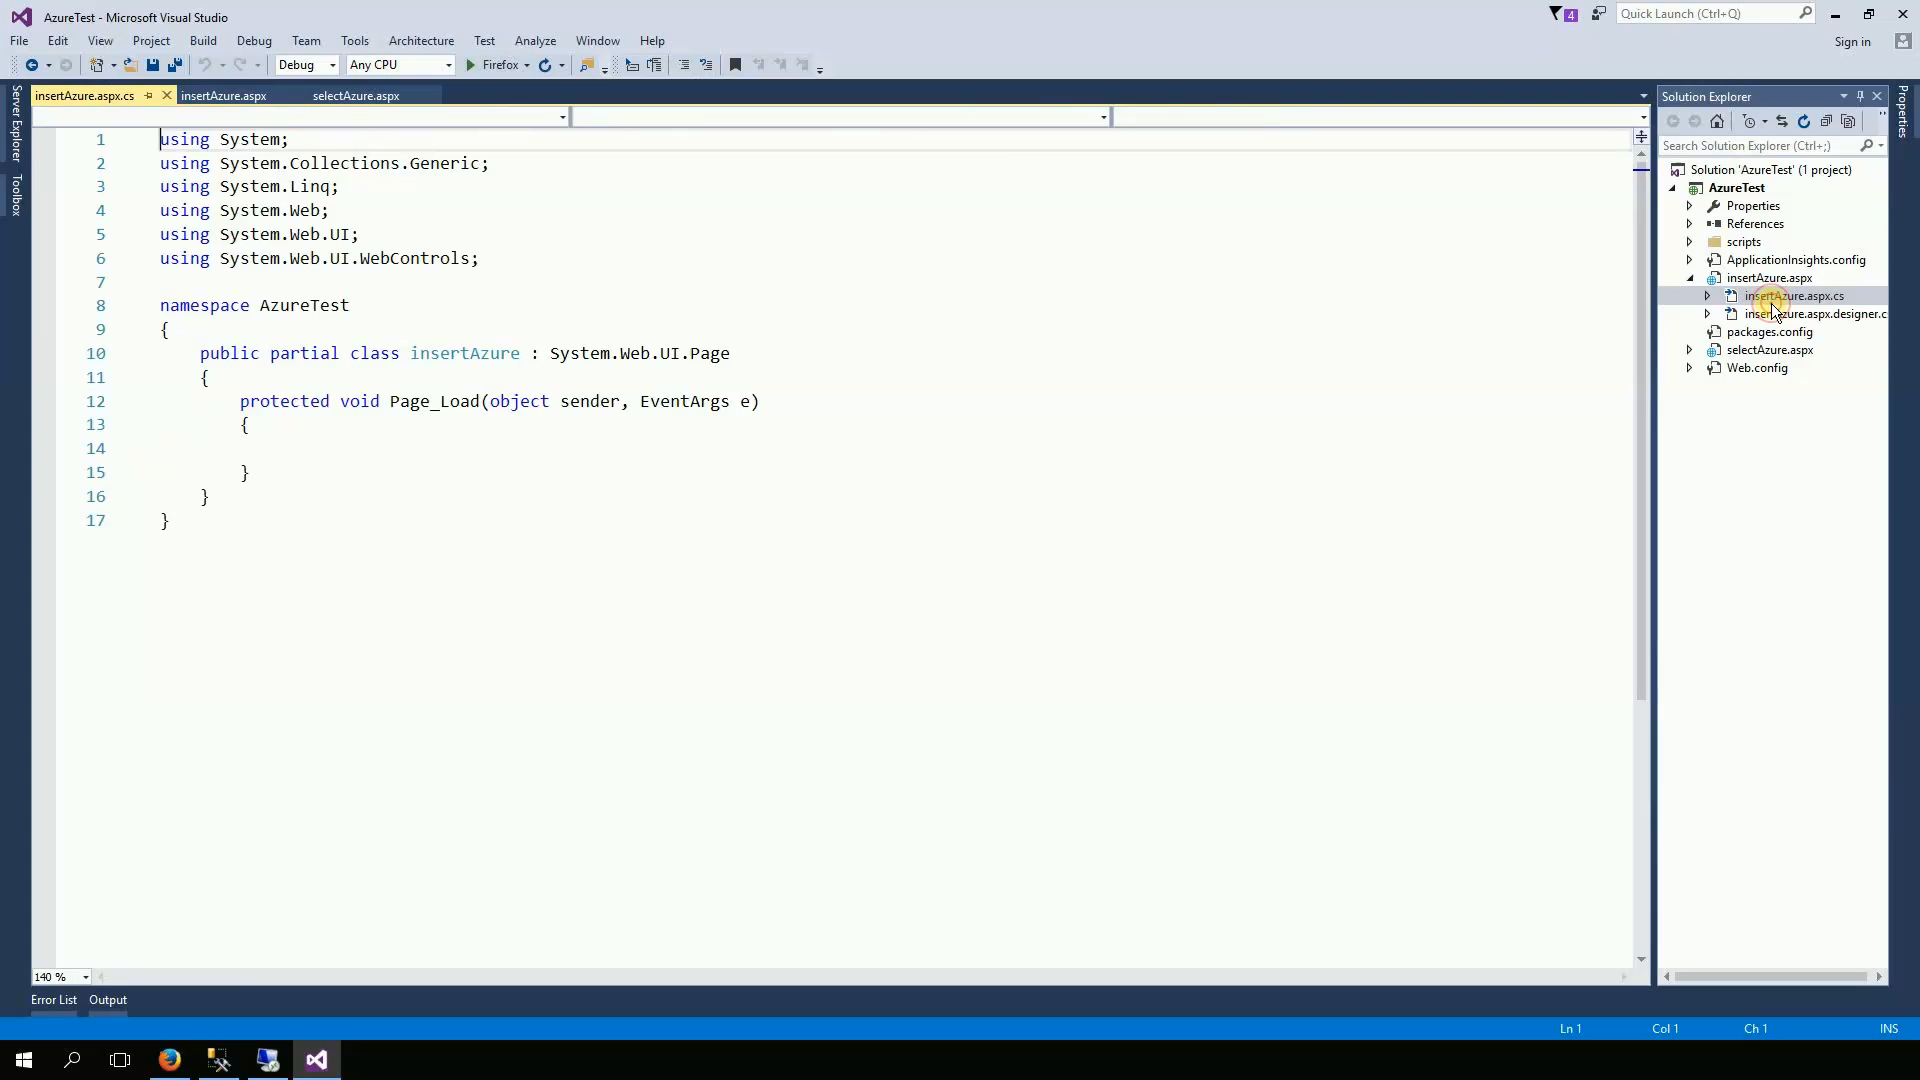 AzureTest - Microsoft Visual Studio
4
Quick Launch (Ctrl+Q)
File Edit View Project Build Debug Team Tools Architecture Test Analyze Window Help
Sign in
Debug Any CPU Firefox
insertAzure.aspx.cs insertAzure.aspx selectAzure.aspx
Server Explorer
Toolbox
1 using System;
2 using System.Collections.Generic;
3 using System.Linq;
4 using System.Web;
5 using System.Web.UI;
6 using System.Web.UI.WebControls;
7
8 namespace AzureTest
9 {
10 public partial class insertAzure : System.Web.UI.Page
11 {
12 protected void Page_Load(object sender, EventArgs e)
13 {
14
15 }
16 }
17 }
140 %
Solution Explorer
Search Solution Explorer (Ctrl+;)
Solution 'AzureTest' (1 project)
AzureTest
Properties
References
scripts
ApplicationInsights.config
insertAzure.aspx
insertAzure.aspx.cs
insertAzure.aspx.designer.c
packages.config
selectAzure.aspx
Web.config
Properties
Error List Output
Ln 1 Col 1 Ch 1 INS